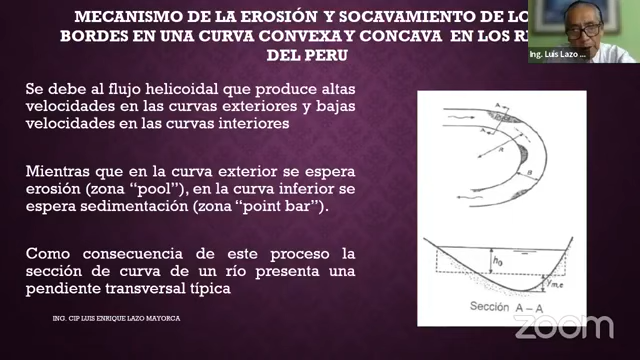 MECANISMO DE LA EROSIÓN Y SOCAVAMIENTO DE LO
BORDES EN UNA CURVA CONVEXA Y CONCAVA EN LOS R
DEL PERU
Ing. Luis Lazo ...
Se debe al flujo helicoidal que produce altas
velocidades en las curvas exteriores y bajas
velocidades en las curvas interiores
Mientras que en la curva exterior se espera
erosión (zona “pool”), en la curva inferior se
espera sedimentación (zona “point bar”).
Como consecuencia de este proceso la
sección de curva de un río presenta una
pendiente transversal típica
ING. CIP LUIS ENRIQUE LAZO MAYORCA
A
A
R
B
h0
Ym.e
Sección A – A
zoom